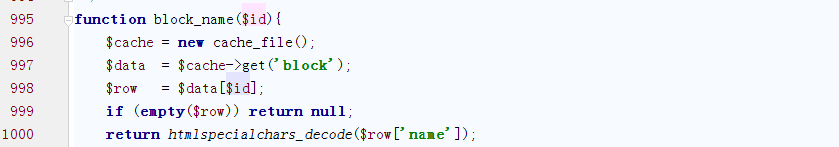 995 function block_name($id){
996 $cache = new cache_file();
997 $data = $cache->get('block');
998 $row = $data[$id];
999 if (empty($row)) return null;
1000 return htmlspecialchars_decode($row['name']);